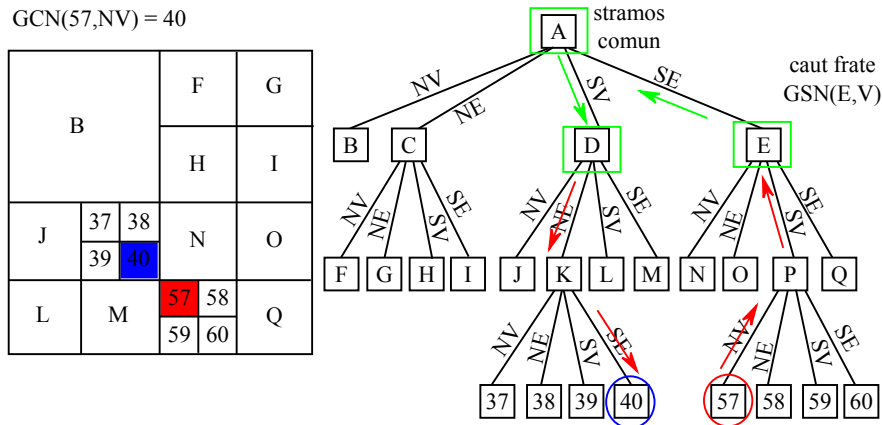 GCN(57,NV) = 40
stramos
comun
caut frate
GSN(E,V)
B
F
G
H
I
J
37
38
39
40
N
O
L
M
57
58
59
60
Q
A
NV
NE
SV
SE
B
C
D
E
NV
NE
SV
SE
NV
NE
SV
SE
NV
NE
SV
SE
F
G
H
I
J
K
L
M
N
O
P
Q
NV
NE
SV
SE
NV
NE
SV
SE
37
38
39
40
57
58
59
60